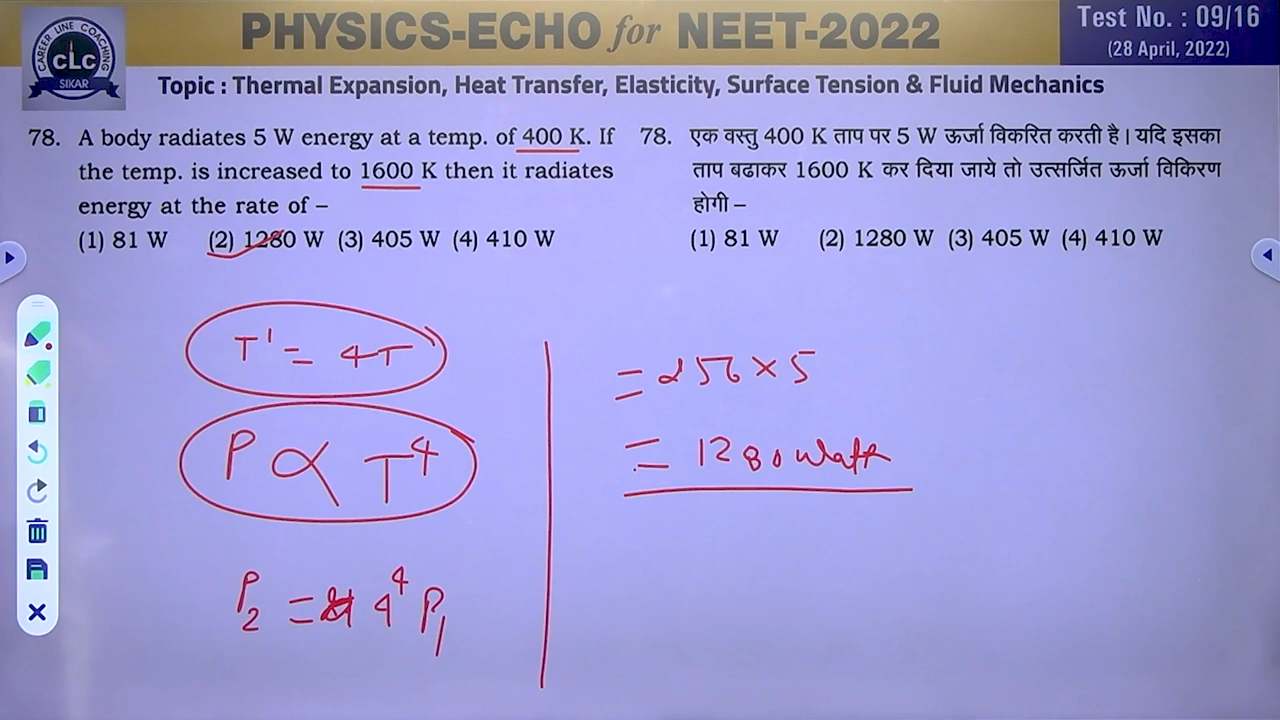 PHYSICS-ECHO for NEET-2022
Test No. : 09/16
(28 April, 2022)
CAREER LINE COACHING
CLC
SIKAR
Topic : Thermal Expansion, Heat Transfer, Elasticity, Surface Tension & Fluid Mechanics
78. A body radiates 5 W energy at a temp. of 400 K. If
the temp. is increased to 1600 K then it radiates
energy at the rate of –
(1) 81 W (2) 1280 W (3) 405 W (4) 410 W
78. एक वस्तु 400 K ताप पर 5 W ऊर्जा विकरित करती है। यदि इसका
ताप बढाकर 1600 K कर दिया जाये तो उत्सर्जित ऊर्जा विकिरण
होगी –
(1) 81 W (2) 1280 W (3) 405 W (4) 410 W
T' = 4T
P ∝ T⁴
P₂ = 4⁴ P₁
= 256 × 5
= 1280 watt